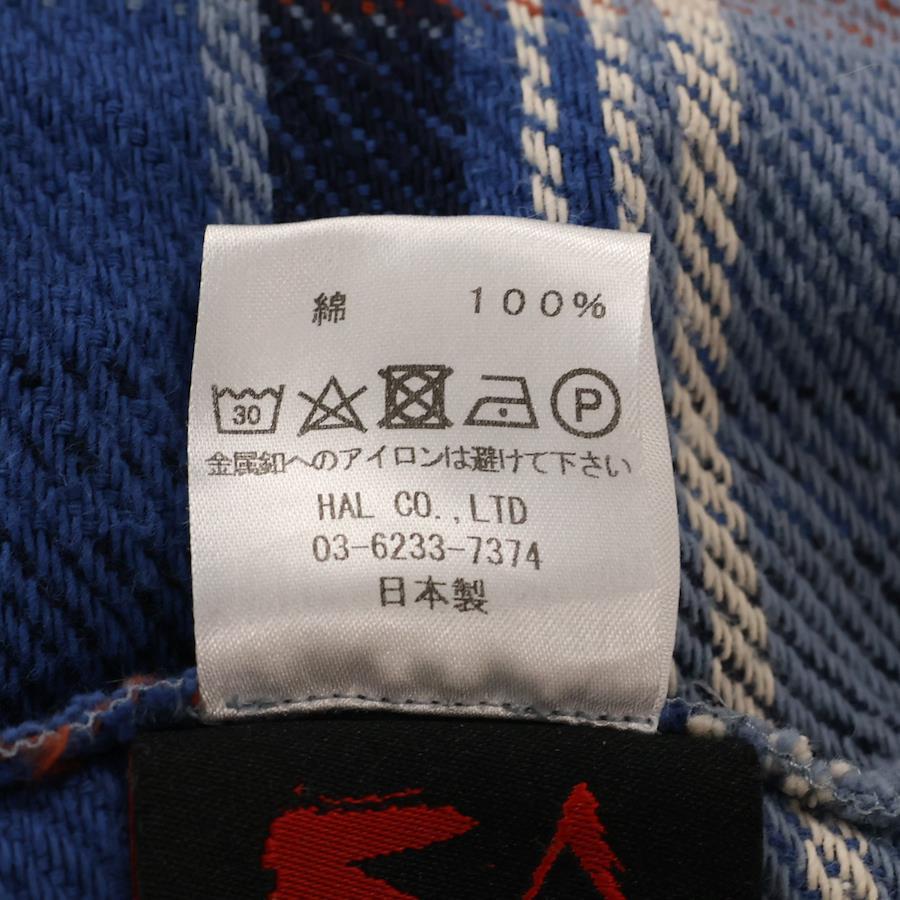 綿 100%
30 P
金属釦へのアイロンは避けて下さい
HAL CO.,LTD
03-6233-7374
日本製